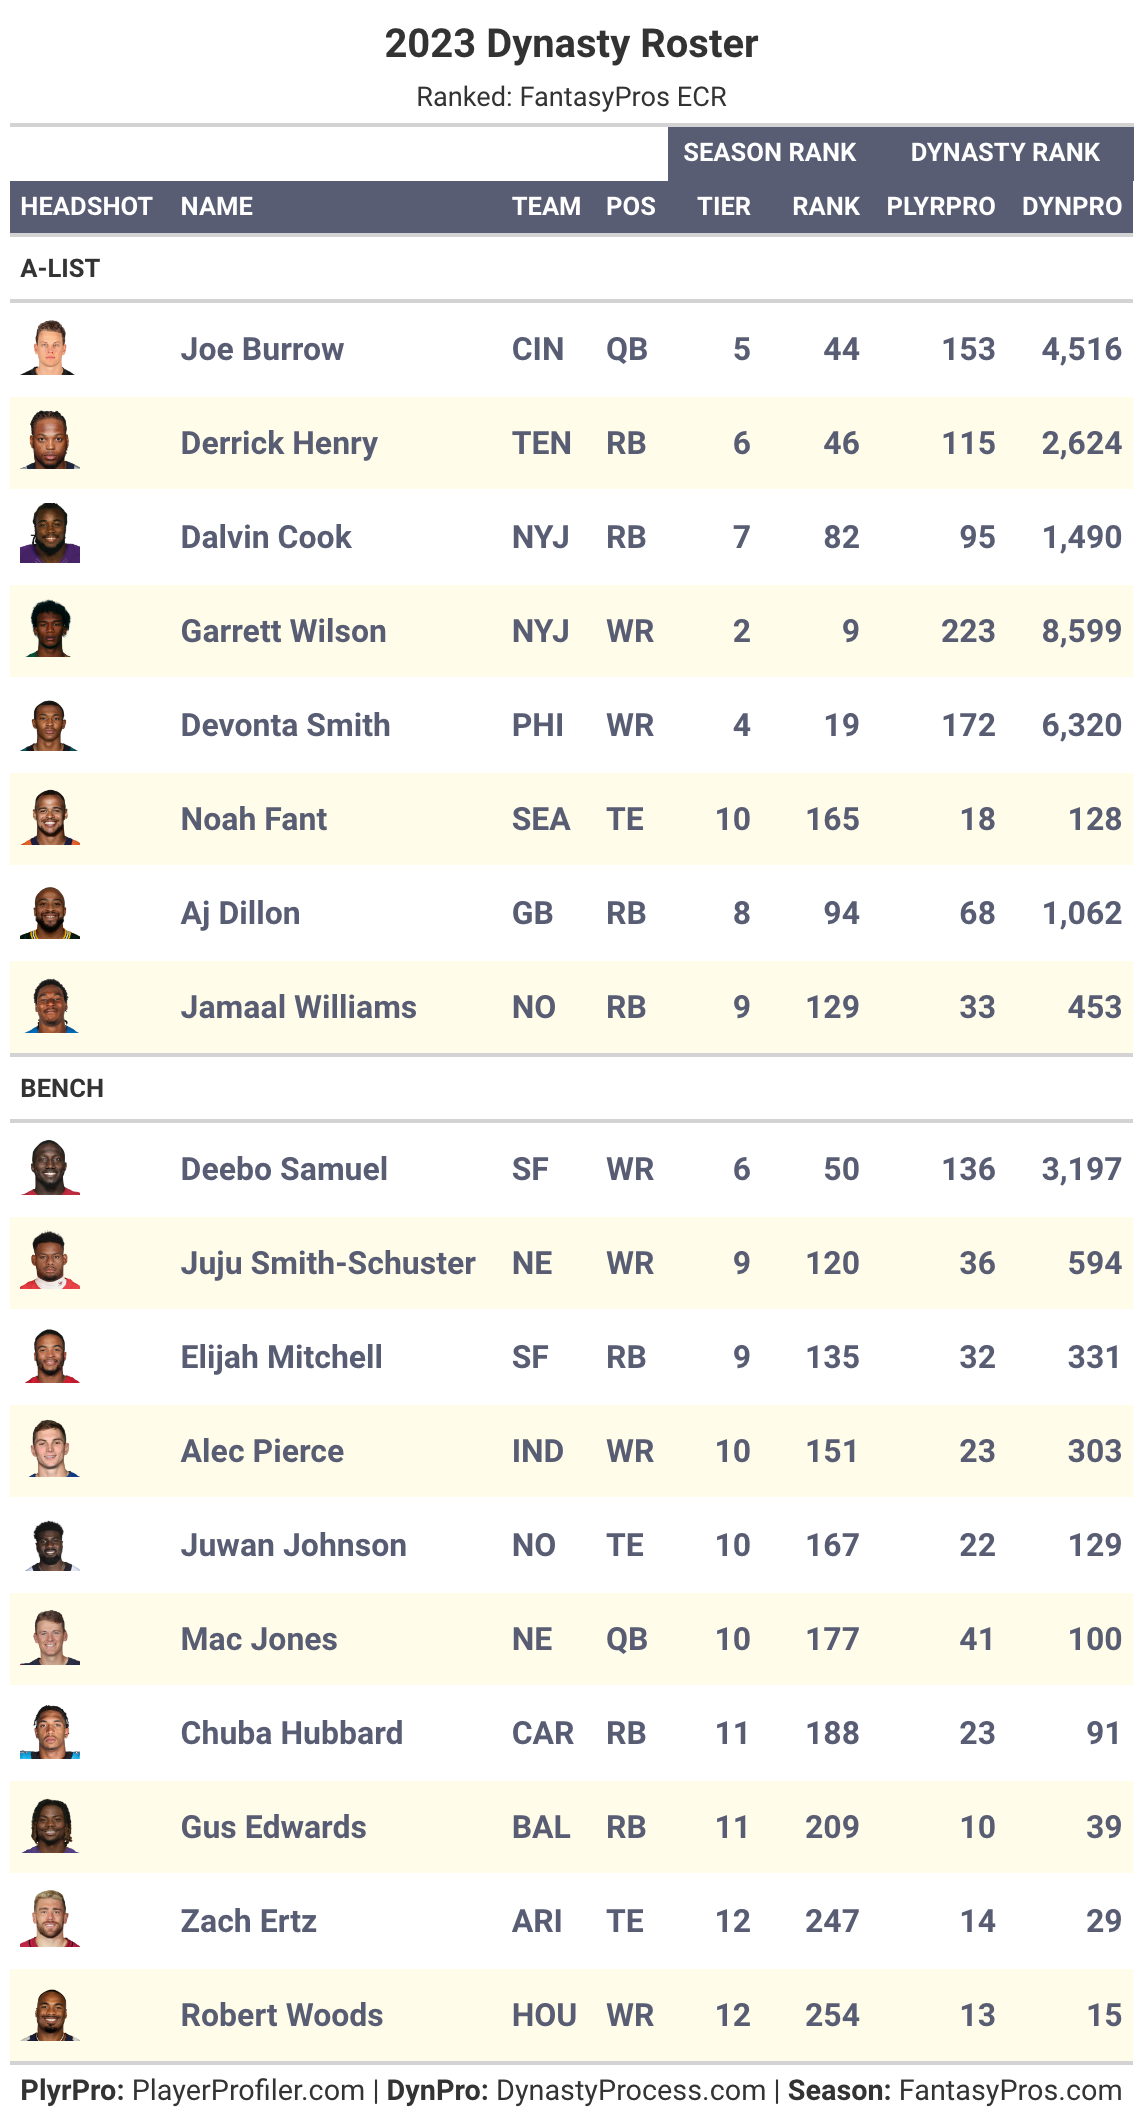 2023 Dynasty Roster
Ranked: FantasyPros ECR
SEASON RANK DYNASTY RANK
HEADSHOT NAME TEAM POS TIER RANK PLYRPRO DYNPRO
A-LIST
Joe Burrow CIN QB 5 44 153 4,516
Derrick Henry TEN RB 6 46 115 2,624
Dalvin Cook NYJ RB 7 82 95 1,490
Garrett Wilson NYJ WR 2 9 223 8,599
Devonta Smith PHI WR 4 19 172 6,320
Noah Fant SEA TE 10 165 18 128
Aj Dillon GB RB 8 94 68 1,062
Jamaal Williams NO RB 9 129 33 453
BENCH
Deebo Samuel SF WR 6 50 136 3,197
Juju Smith-Schuster NE WR 9 120 36 594
Elijah Mitchell SF RB 9 135 32 331
Alec Pierce IND WR 10 151 23 303
Juwan Johnson NO TE 10 167 22 129
Mac Jones NE QB 10 177 41 100
Chuba Hubbard CAR RB 11 188 23 91
Gus Edwards BAL RB 11 209 10 39
Zach Ertz ARI TE 12 247 14 29
Robert Woods HOU WR 12 254 13 15
PlyrPro: PlayerProfiler.com | DynPro: DynastyProcess.com | Season: FantasyPros.com